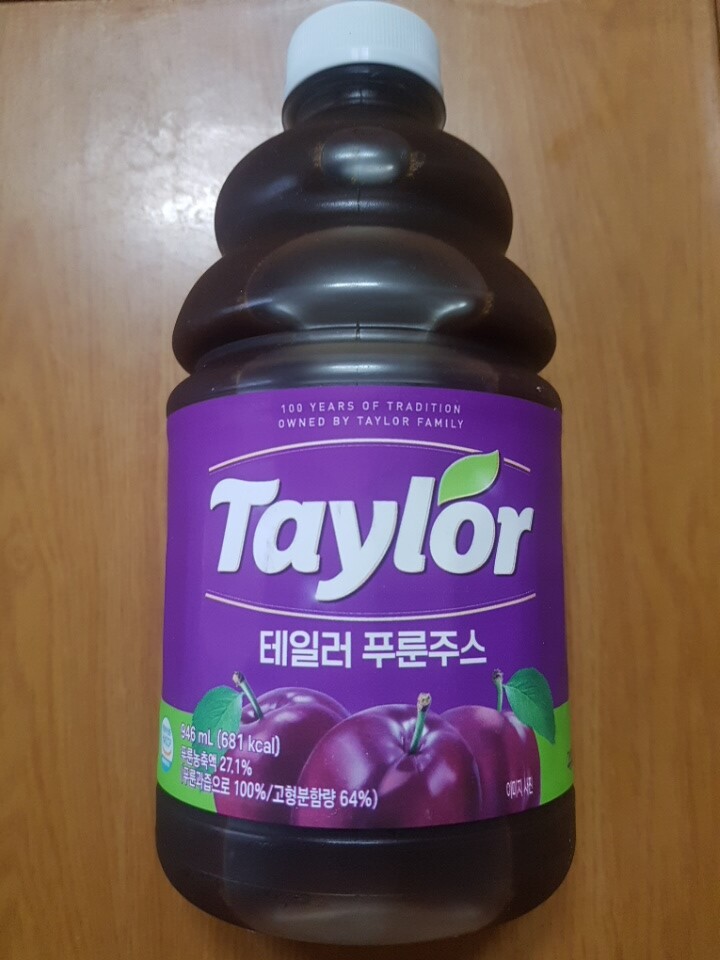 100 YEARS OF TRADITION
OWNED BY TAYLOR FAMILY
Taylor
테일러 푸룬주스
946 mL (681 kcal)
푸룬농축액 27.1%
(푸룬과즙으로 100%/고형분함량 64%)
이미지 사진